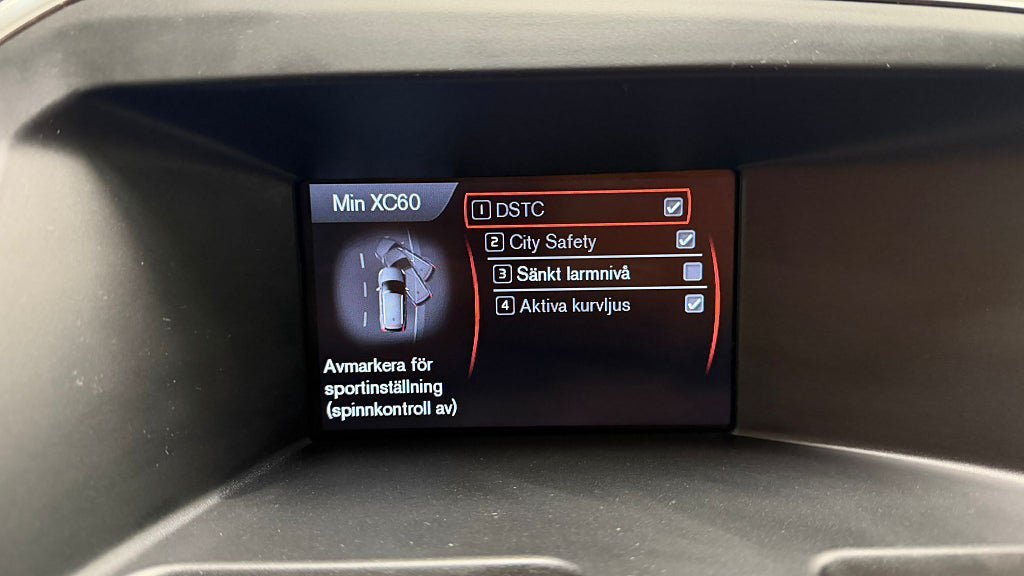 Min XC60
1 DSTC
2 City Safety
3 Sänkt larmnivå
4 Aktiva kurvljus
Avmarkera för
sportinställning
(spinnkontroll av)